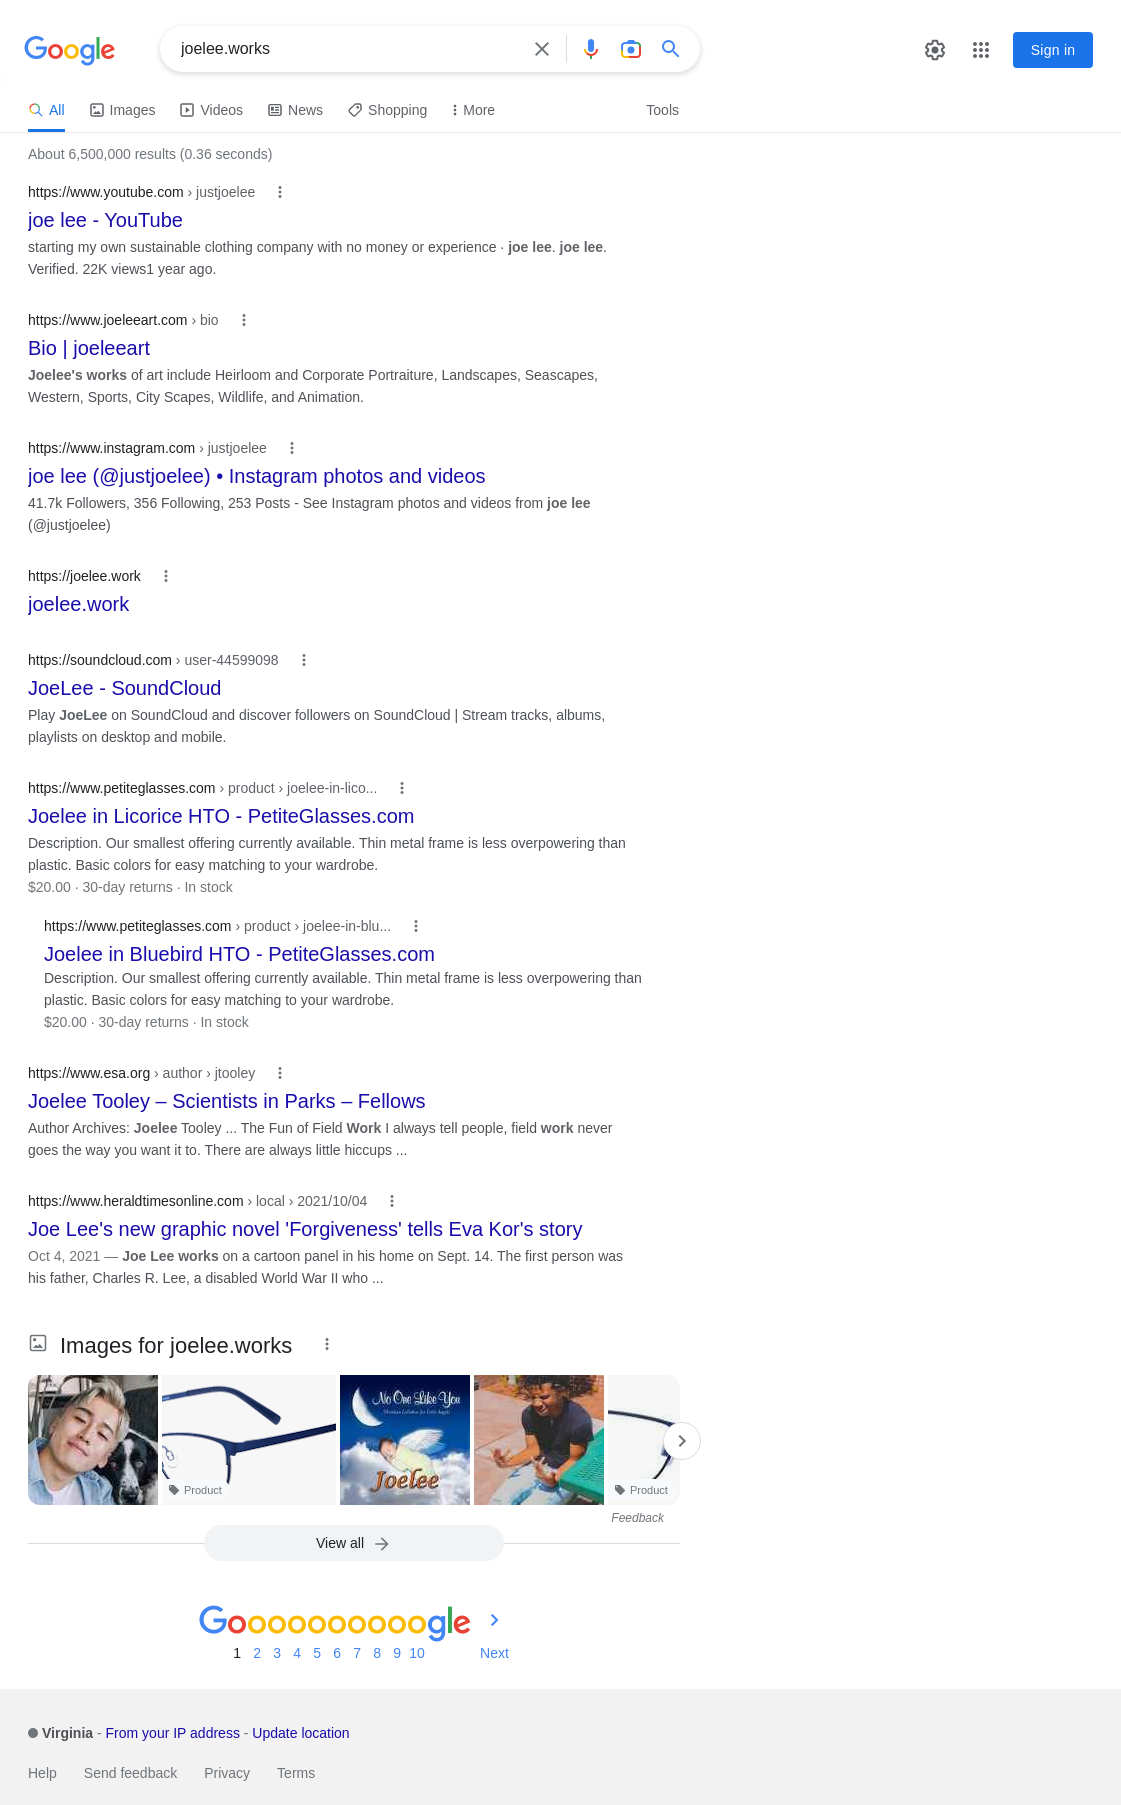 Google
joelee.works
Sign in
All
Images
Videos
News
Shopping
More
Tools
About 6,500,000 results (0.36 seconds)
https://www.youtube.com › justjoelee
joe lee - YouTube
starting my own sustainable clothing company with no money or experience · joe lee. joe lee.
Verified. 22K views1 year ago.
https://www.joeleeart.com › bio
Bio | joeleeart
Joelee's works of art include Heirloom and Corporate Portraiture, Landscapes, Seascapes,
Western, Sports, City Scapes, Wildlife, and Animation.
https://www.instagram.com › justjoelee
joe lee (@justjoelee) • Instagram photos and videos
41.7k Followers, 356 Following, 253 Posts - See Instagram photos and videos from joe lee
(@justjoelee)
https://joelee.work
joelee.work
https://soundcloud.com › user-44599098
JoeLee - SoundCloud
Play JoeLee on SoundCloud and discover followers on SoundCloud | Stream tracks, albums,
playlists on desktop and mobile.
https://www.petiteglasses.com › product › joelee-in-lico...
Joelee in Licorice HTO - PetiteGlasses.com
Description. Our smallest offering currently available. Thin metal frame is less overpowering than
plastic. Basic colors for easy matching to your wardrobe.
$20.00 · 30-day returns · In stock
https://www.petiteglasses.com › product › joelee-in-blu...
Joelee in Bluebird HTO - PetiteGlasses.com
Description. Our smallest offering currently available. Thin metal frame is less overpowering than
plastic. Basic colors for easy matching to your wardrobe.
$20.00 · 30-day returns · In stock
https://www.esa.org › author › jtooley
Joelee Tooley – Scientists in Parks – Fellows
Author Archives: Joelee Tooley ... The Fun of Field Work I always tell people, field work never
goes the way you want it to. There are always little hiccups ...
https://www.heraldtimesonline.com › local › 2021/10/04
Joe Lee's new graphic novel 'Forgiveness' tells Eva Kor's story
Oct 4, 2021 — Joe Lee works on a cartoon panel in his home on Sept. 14. The first person was
his father, Charles R. Lee, a disabled World War II who ...
Images for joelee.works
No One Like You
Joelee
Product
Product
Feedback
View all
Goooooooooogle
1 2 3 4 5 6 7 8 9 10 Next
Virginia - From your IP address - Update location
Help Send feedback Privacy Terms